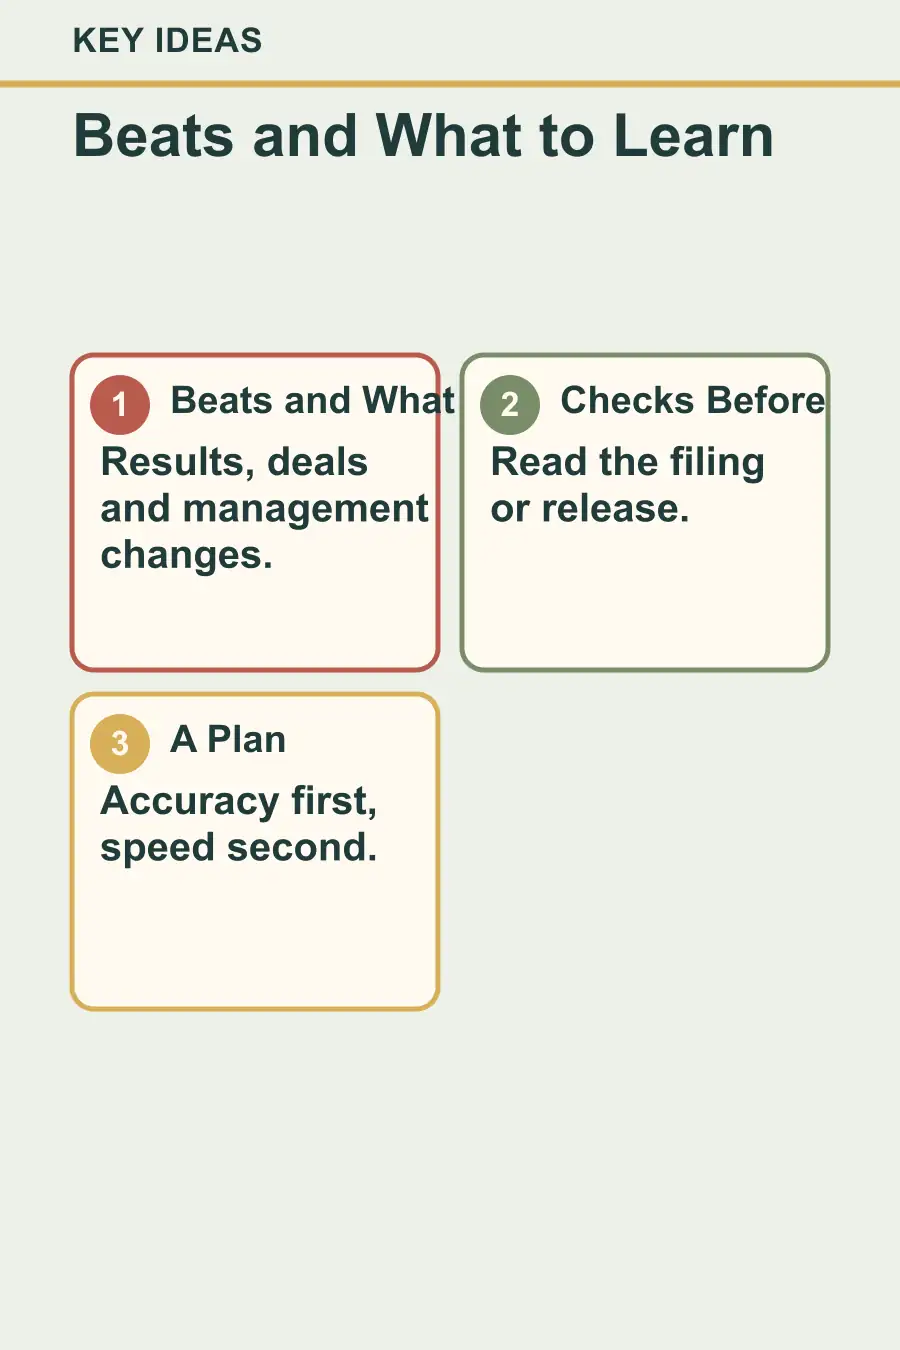 KEY IDEAS
Beats and What to Learn
1
Beats and What
Results, deals
and management
changes.
2
Checks Before
Read the filing
or release.
3
A Plan
Accuracy first,
speed second.